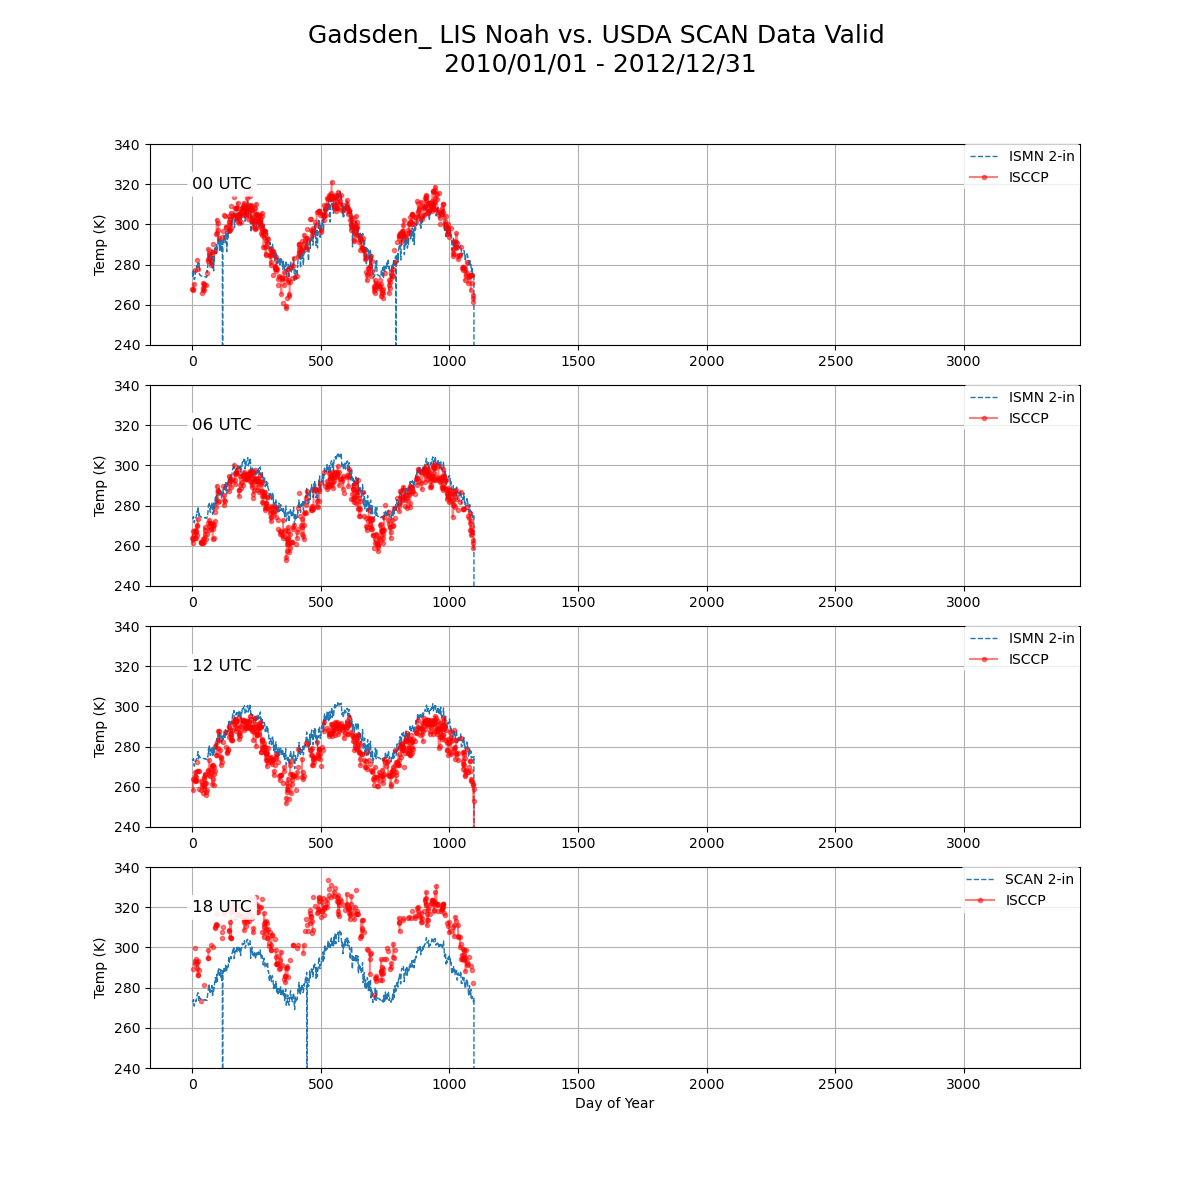 Gadsden_ LIS Noah vs. USDA SCAN Data Valid
2010/01/01 - 2012/12/31
340
320
300
280
260
240
Temp (K)
00 UTC
ISMN 2-in
ISCCP
0 500 1000 1500 2000 2500 3000
340
320
300
280
260
240
Temp (K)
06 UTC
ISMN 2-in
ISCCP
0 500 1000 1500 2000 2500 3000
340
320
300
280
260
240
Temp (K)
12 UTC
ISMN 2-in
ISCCP
0 500 1000 1500 2000 2500 3000
340
320
300
280
260
240
Temp (K)
18 UTC
SCAN 2-in
ISCCP
0 500 1000 1500 2000 2500 3000
Day of Year